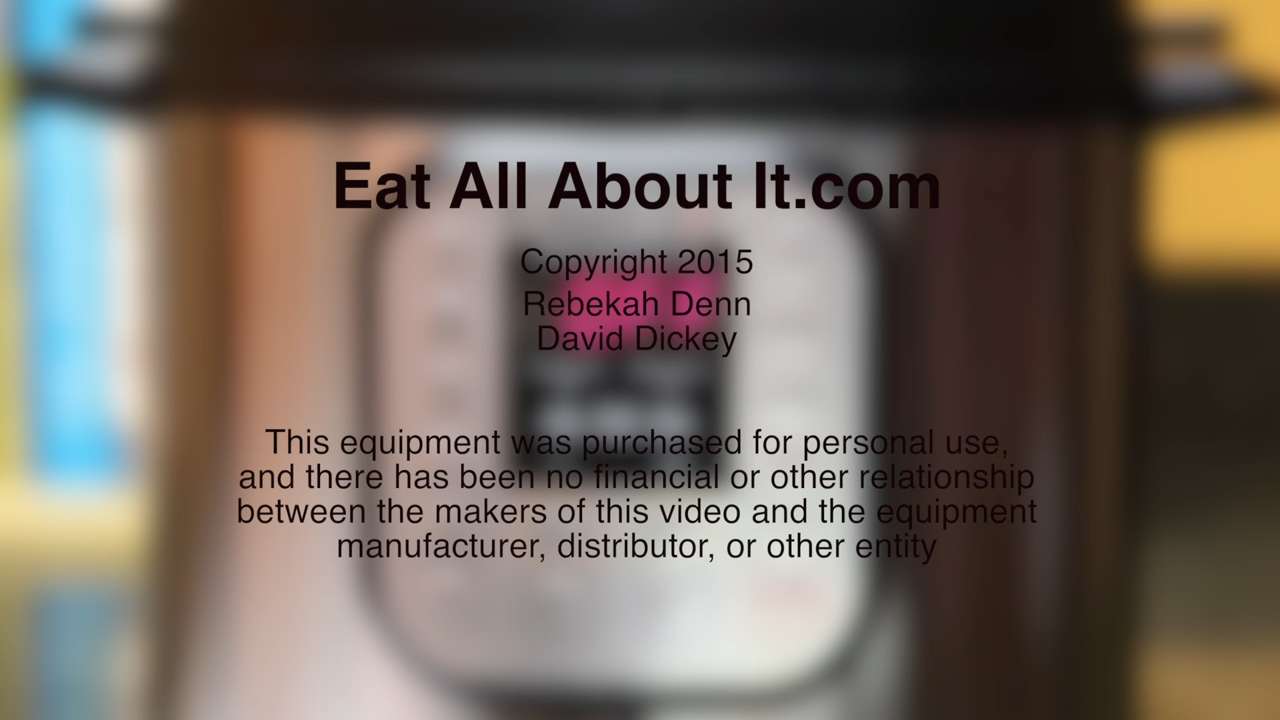 Eat All About It.com
Copyright 2015
Rebekah Denn
David Dickey
This equipment was purchased for personal use,
and there has been no financial or other relationship
between the makers of this video and the equipment
manufacturer, distributor, or other entity